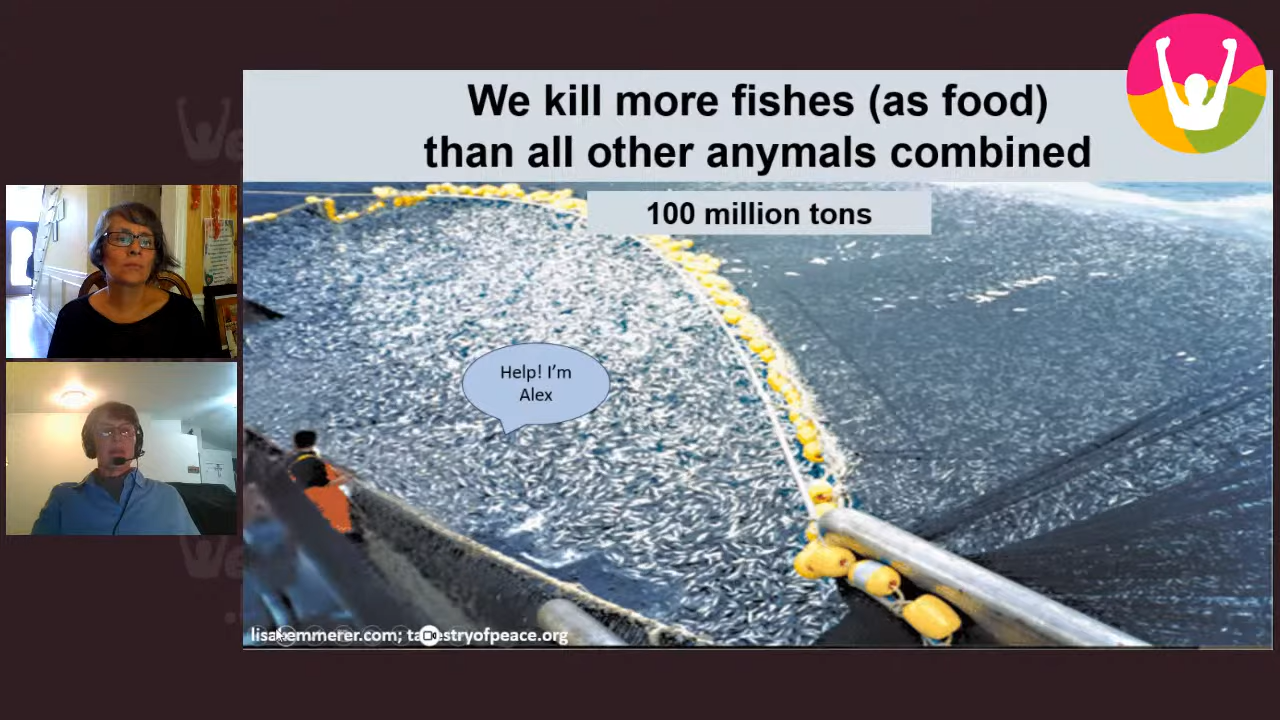 We kill more fishes (as food)
than all other anymals combined
100 million tons
Help! I'm
Alex
lisakemmerer.com; tapestryofpeace.org